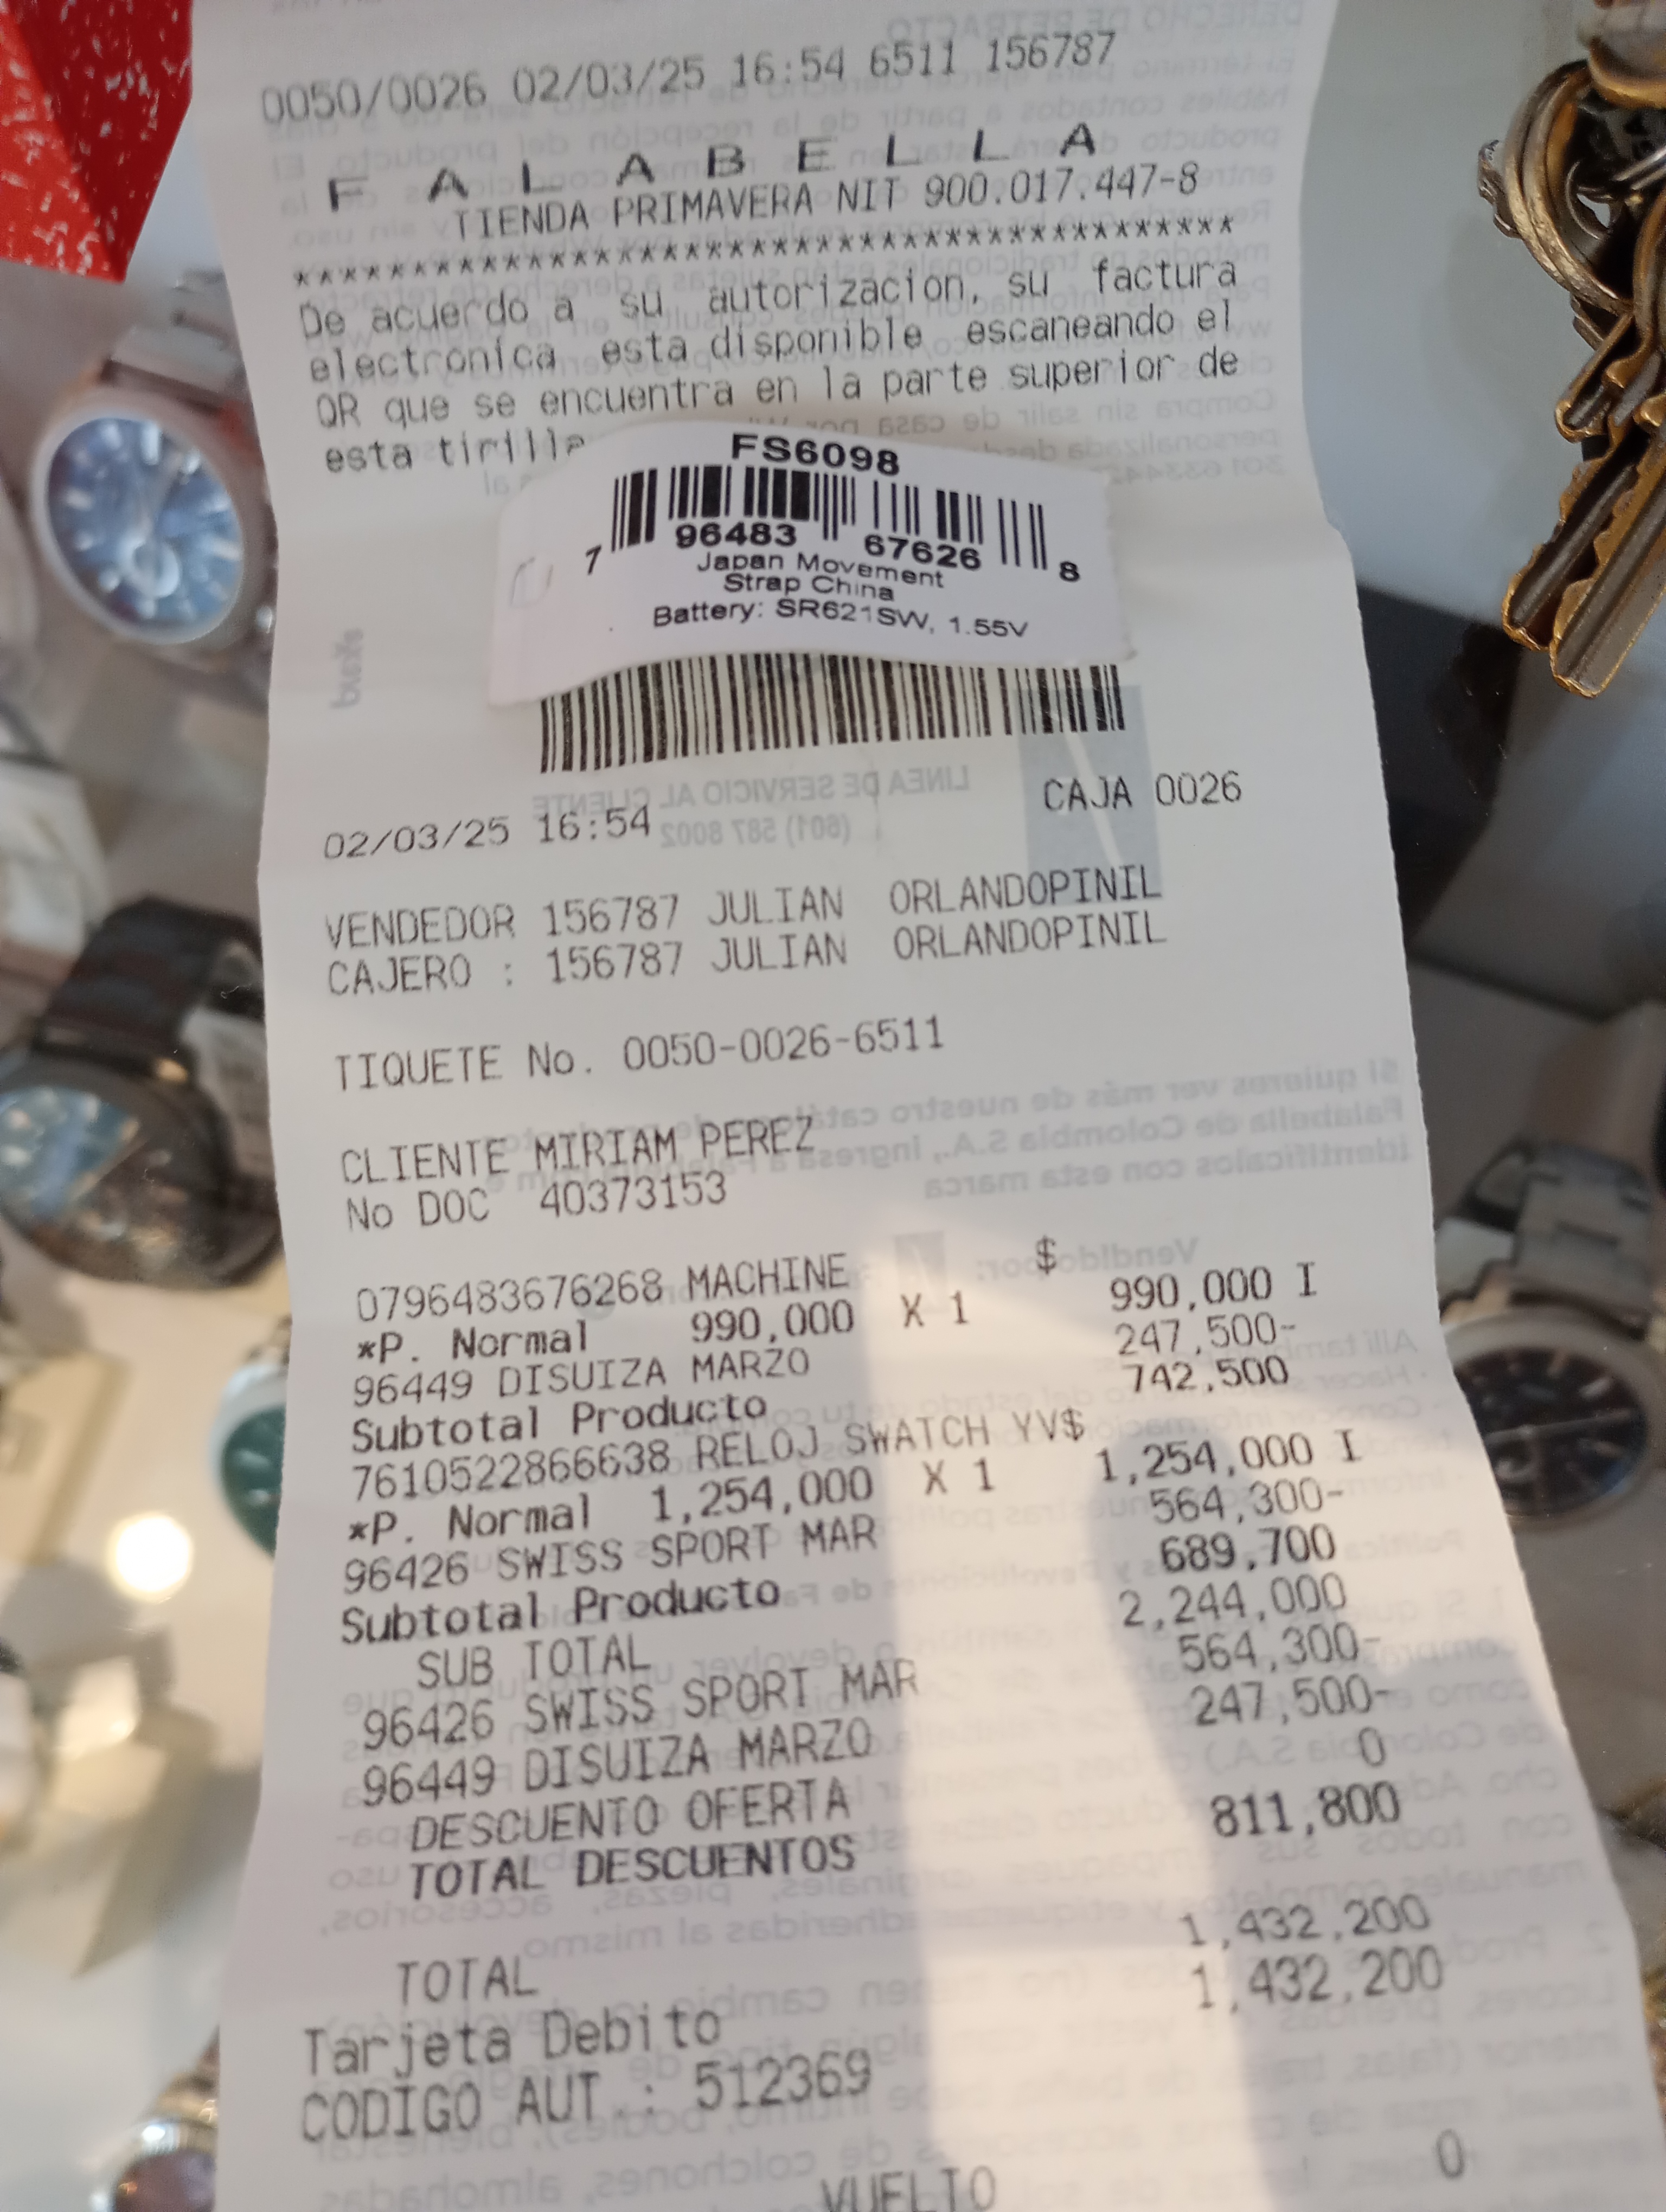 0050/0026 02/03/25 16:54 6511 156787
F A L A B E L L A
TIENDA PRIMAVERA NIT 900.017.447-8
*******************************************
De acuerdo a su autorizacion, su factura
electronica esta disponible escaneando el
QR que se encuentra en la parte superior de
esta tirilla
FS6098
7 96483 67626 8
Japan Movement
Strap China
Battery: SR621SW, 1.55V
CAJA 0026
02/03/25 16:54
VENDEDOR 156787 JULIAN ORLANDOPINIL
CAJERO : 156787 JULIAN ORLANDOPINIL
TIQUETE No. 0050-0026-6511
CLIENTE MIRIAM PEREZ
No DOC 40373153
0796483676268 MACHINE $
*P. Normal 990,000 X 1 990,000 I
96449 DISUIZA MARZO 247,500-
Subtotal Producto 742,500
7610522866638 RELOJ SWATCH YV$
*P. Normal 1,254,000 X 1 1,254,000 I
96426 SWISS SPORT MAR 564,300-
Subtotal Producto 689,700
SUB TOTAL 2,244,000
96426 SWISS SPORT MAR 564,300-
96449 DISUIZA MARZO 247,500-
DESCUENTO OFERTA 0
TOTAL DESCUENTOS 811,800
TOTAL 1,432,200
Tarjeta Debito 1,432,200
CODIGO AUT.: 512369
VUELTO 0